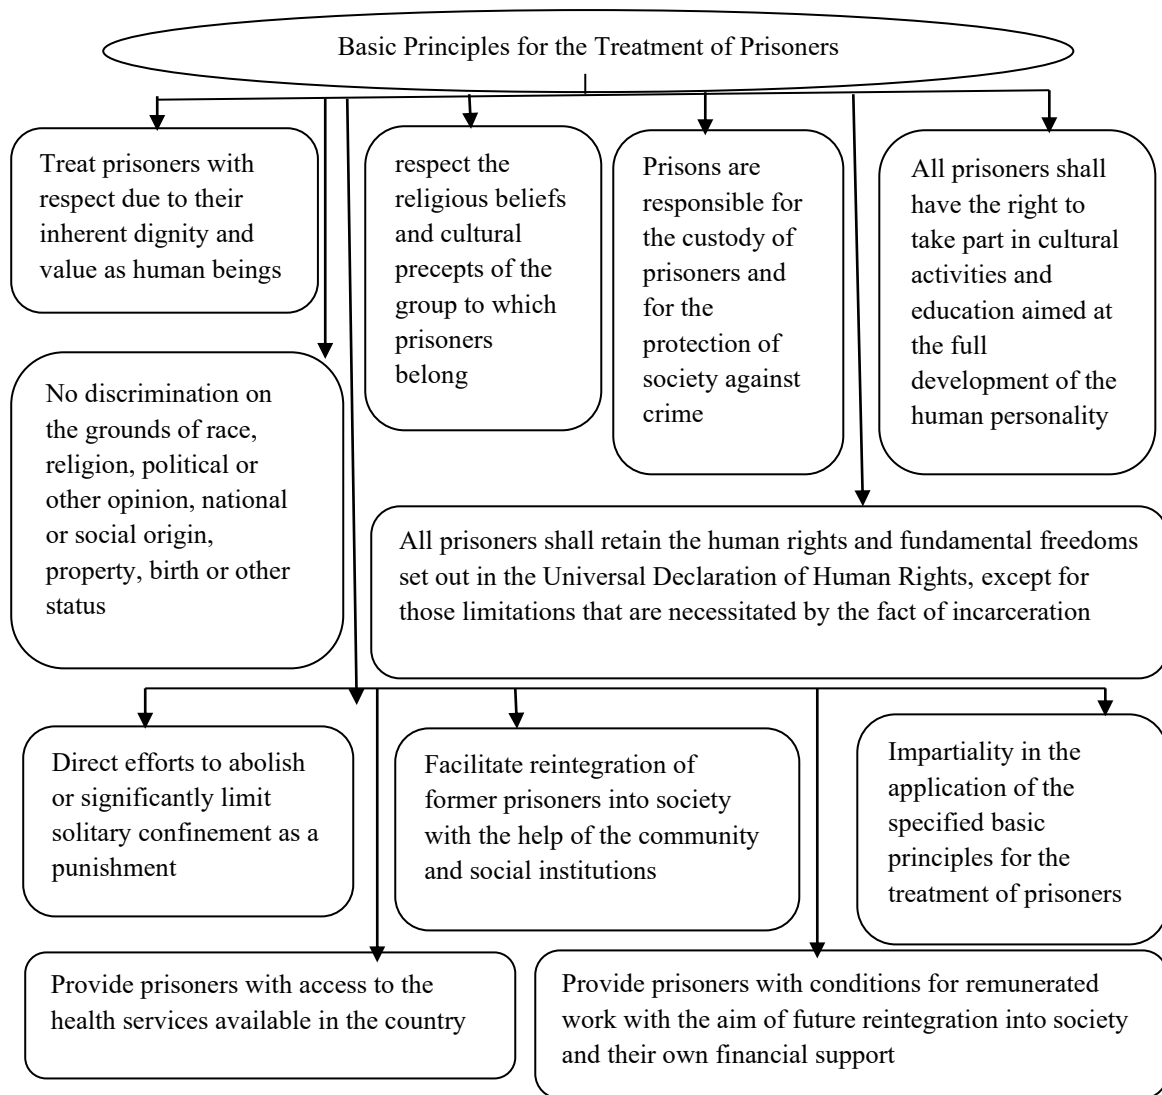 Basic Principles for the Treatment of Prisoners
Treat prisoners with
respect due to their
inherent dignity and
value as human beings
respect the
religious beliefs
and cultural
precepts of the
group to which
prisoners
belong
Prisons are
responsible for
the custody of
prisoners and
for the
protection of
society against
crime
All prisoners shall
have the right to
take part in cultural
activities and
education aimed at
the full
development of the
human personality
No discrimination on
the grounds of race,
religion, political or
other opinion, national
or social origin,
property, birth or other
status
All prisoners shall retain the human rights and fundamental freedoms
set out in the Universal Declaration of Human Rights, except for
those limitations that are necessitated by the fact of incarceration
Direct efforts to abolish
or significantly limit
solitary confinement as a
punishment
Facilitate reintegration of
former prisoners into society
with the help of the community
and social institutions
Impartiality in the
application of the
specified basic
principles for the
treatment of prisoners
Provide prisoners with access to the
health services available in the country
Provide prisoners with conditions for remunerated
work with the aim of future reintegration into society
and their own financial support